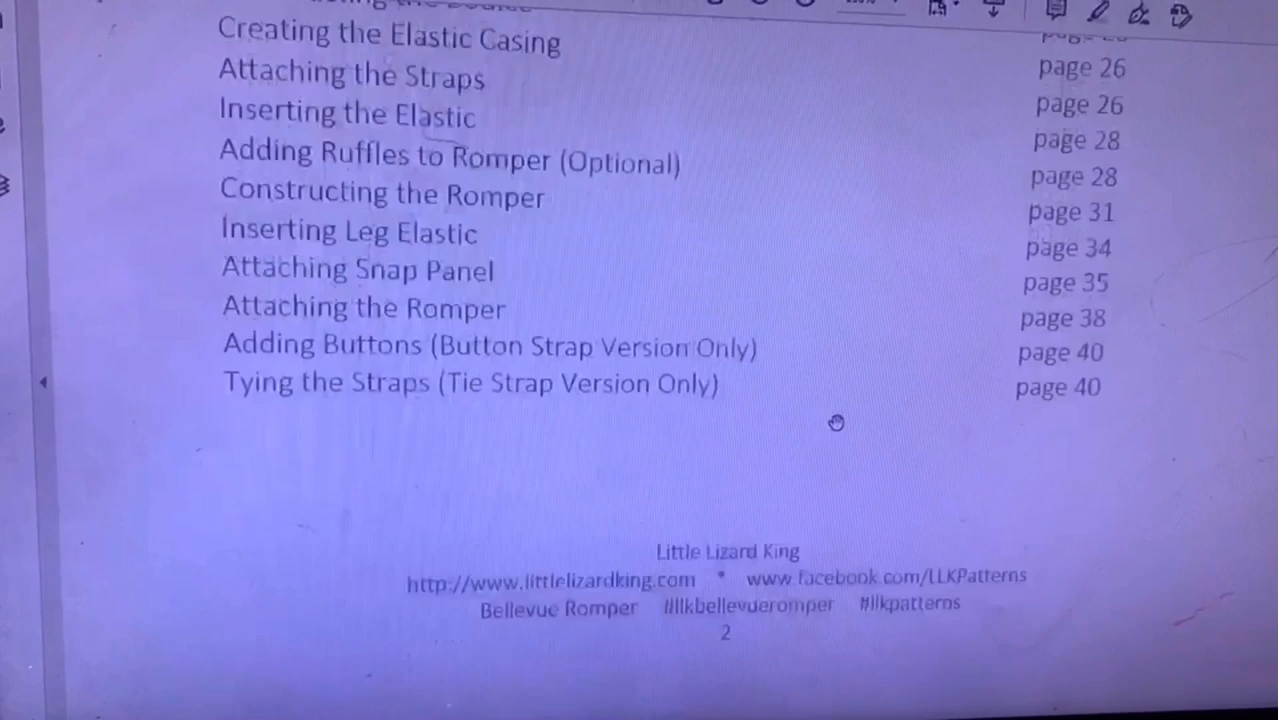 Creating the Elastic Casing
page 26
Attaching the Straps
page 26
Inserting the Elastic
page 28
Adding Ruffles to Romper (Optional)
page 28
Constructing the Romper
page 31
Inserting Leg Elastic
page 34
Attaching Snap Panel
page 35
Attaching the Romper
page 38
Adding Buttons (Button Strap Version Only)
page 40
Tying the Straps (Tie Strap Version Only)
page 40
Little Lizard King
http://www.littlelizardking.com * www.facebook.com/LLKPatterns
Bellevue Romper #llkbellevueromper #llkpatterns
2